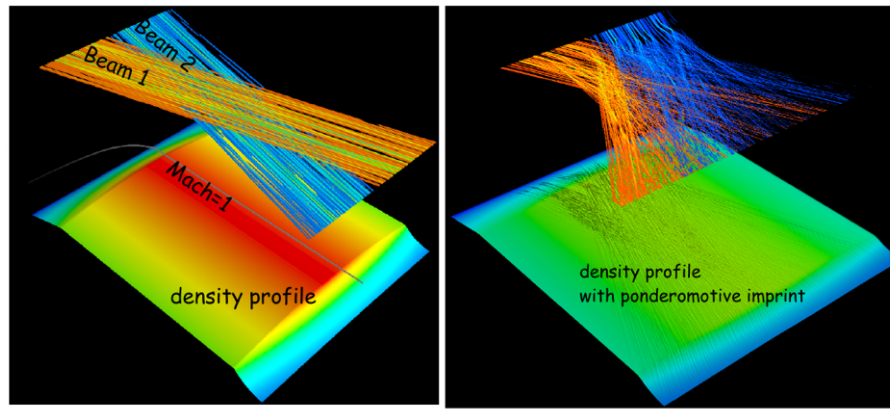 Beam 2
Beam 1
Mach=1
density profile
density profile
with ponderomotive imprint